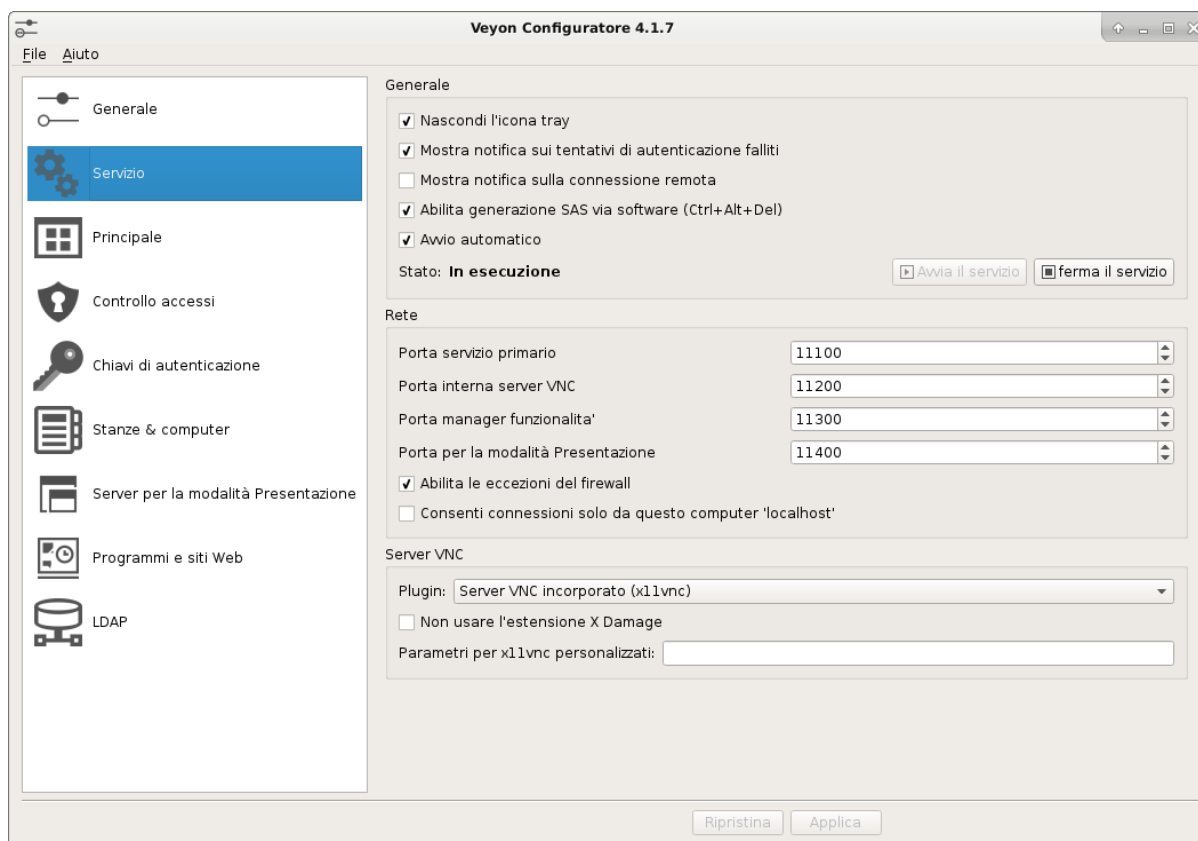 Veyon Configuratore 4.1.7
File Aiuto
Generale
Servizio
Principale
Controllo accessi
Chiavi di autenticazione
Stanze & computer
Server per la modalità Presentazione
Programmi e siti Web
LDAP
Generale
Nascondi l'icona tray
Mostra notifica sui tentativi di autenticazione falliti
Mostra notifica sulla connessione remota
Abilita generazione SAS via software (Ctrl+Alt+Del)
Avvio automatico
Stato: In esecuzione Avvia il servizio ferma il servizio
Rete
Porta servizio primario 11100
Porta interna server VNC 11200
Porta manager funzionalita' 11300
Porta per la modalità Presentazione 11400
Abilita le eccezioni del firewall
Consenti connessioni solo da questo computer 'localhost'
Server VNC
Plugin: Server VNC incorporato (x11vnc)
Non usare l'estensione X Damage
Parametri per x11vnc personalizzati:
Ripristina Applica